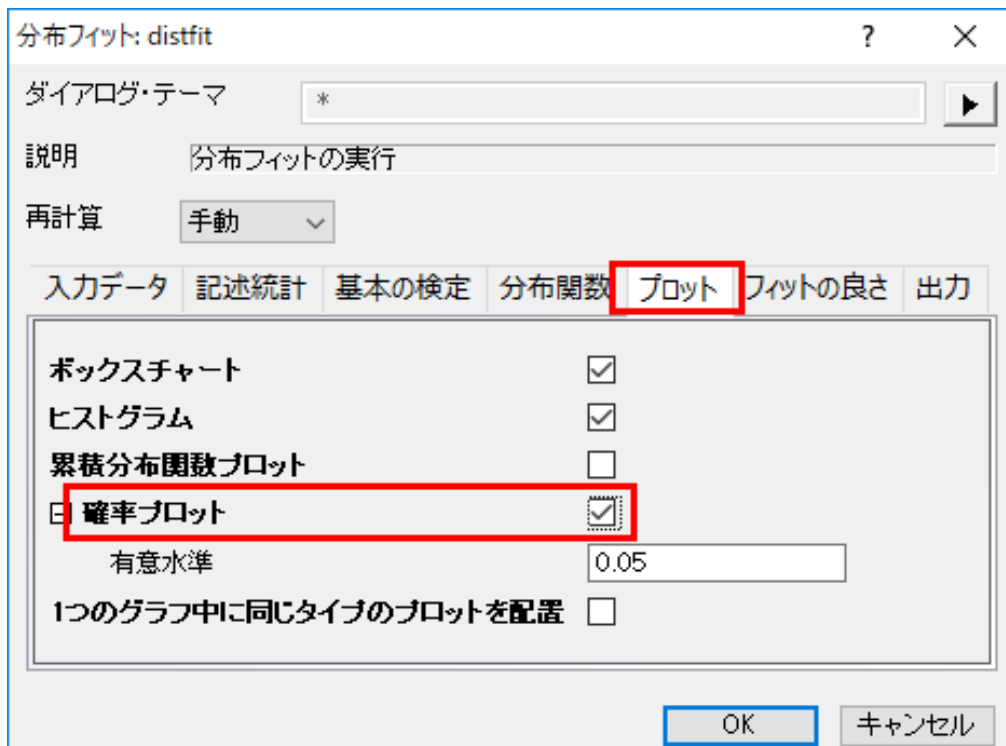 分布フィット: distfit ? ×
ダイアログ・テーマ *
説明 分布フィットの実行
再計算 手動
入力データ 記述統計 基本の検定 分布関数 プロット フィットの良さ 出力
ボックスチャート
ヒストグラム
累積分布関数プロット
確率プロット
有意水準 0.05
1つのグラフ中に同じタイプのプロットを配置
OK キャンセル